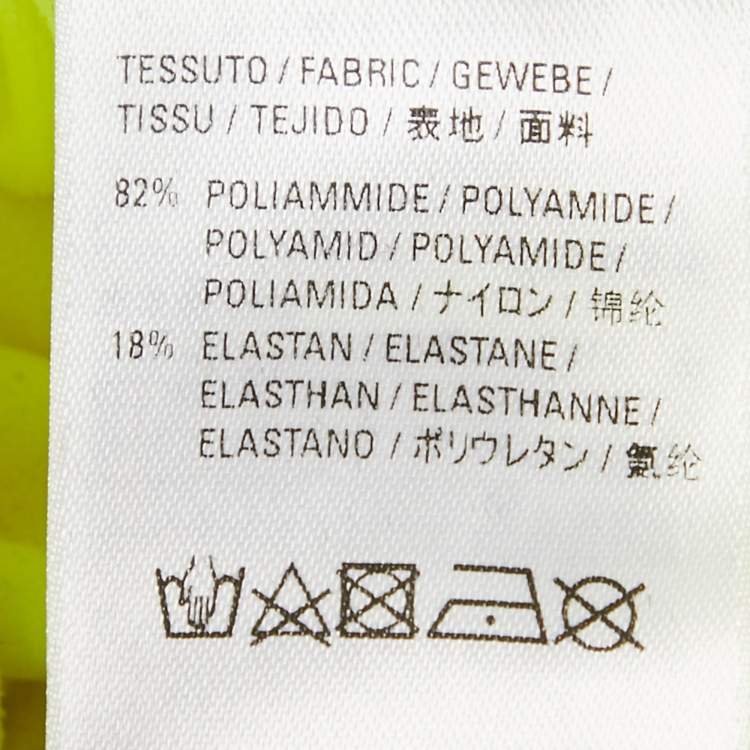 TESSUTO / FABRIC / GEWEBE /
TISSU / TEJIDO / 表地 / 面料
82% POLIAMMIDE / POLYAMIDE /
POLYAMID / POLYAMIDE /
POLIAMIDA / ナイロン / 锦纶
18% ELASTAN / ELASTANE /
ELASTHAN / ELASTHANNE /
ELASTANO / ポリウレタン / 氨纶